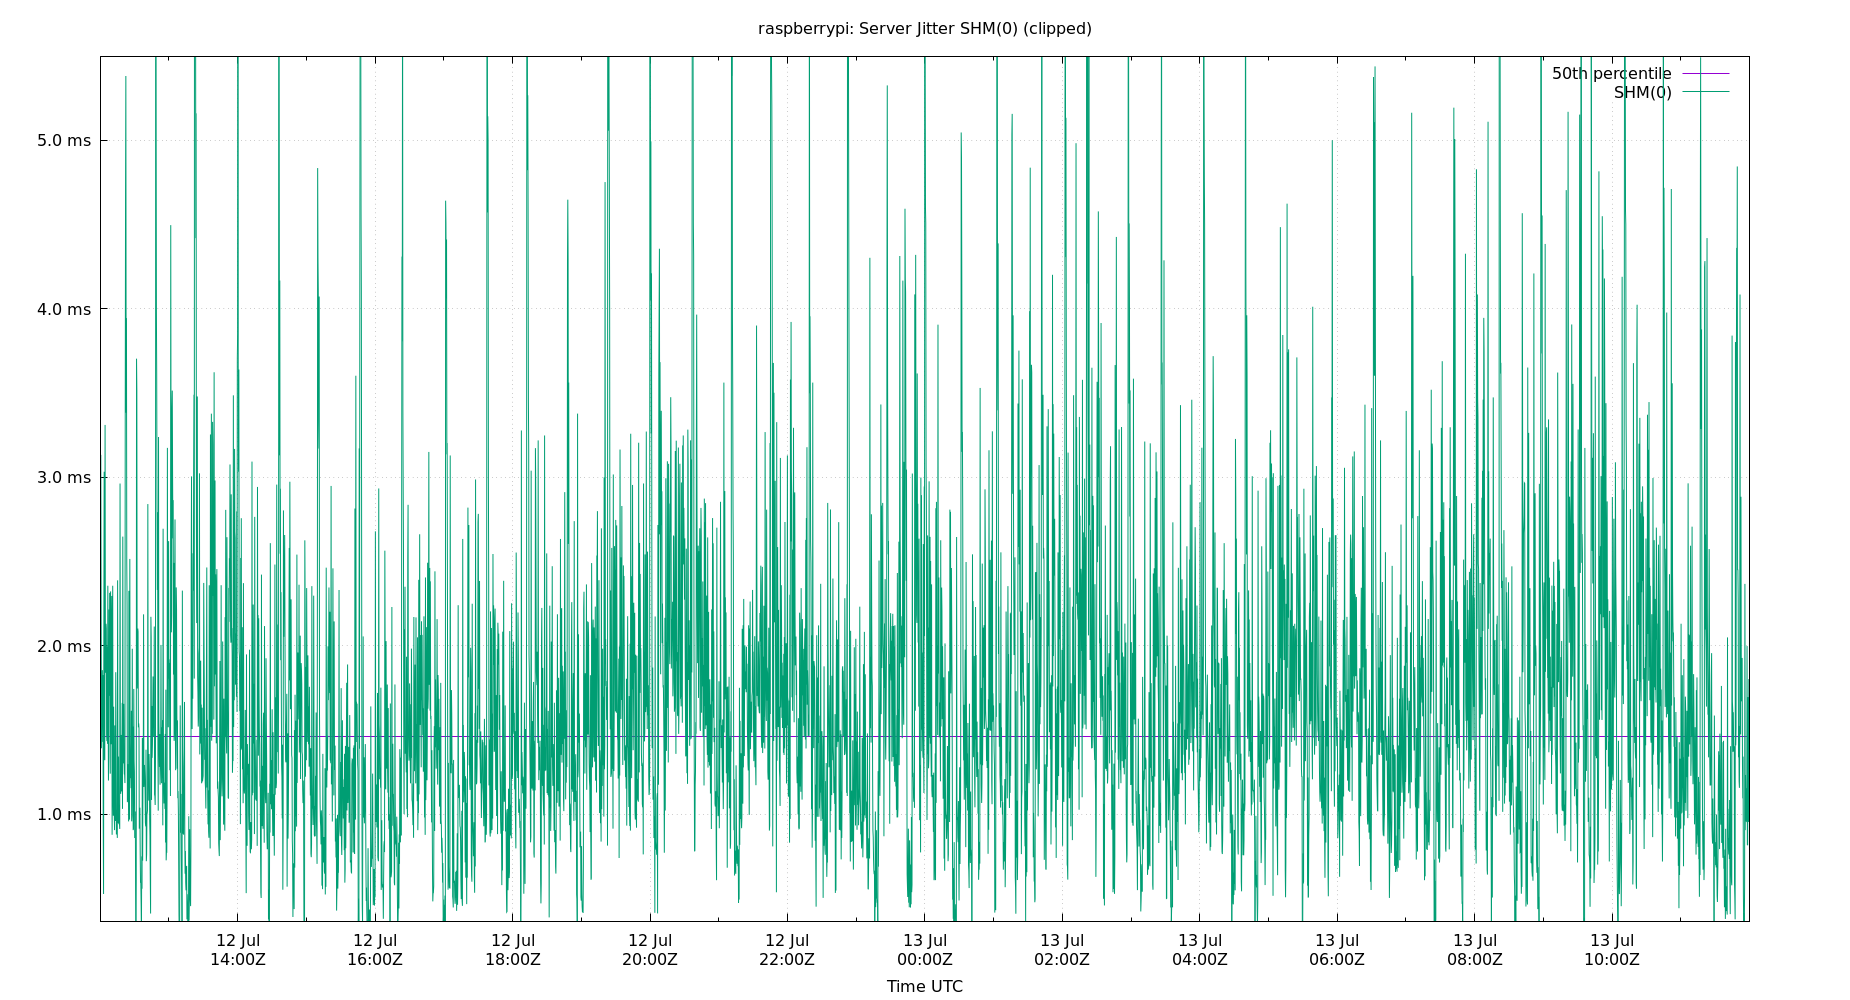 raspberrypi: Server Jitter SHM(0) (clipped)
50th percentile
SHM(0)
5.0 ms
4.0 ms
3.0 ms
2.0 ms
1.0 ms
12 Jul 12 Jul 12 Jul 12 Jul 12 Jul 13 Jul 13 Jul 13 Jul 13 Jul 13 Jul 13 Jul
14:00Z 16:00Z 18:00Z 20:00Z 22:00Z 00:00Z 02:00Z 04:00Z 06:00Z 08:00Z 10:00Z
Time UTC